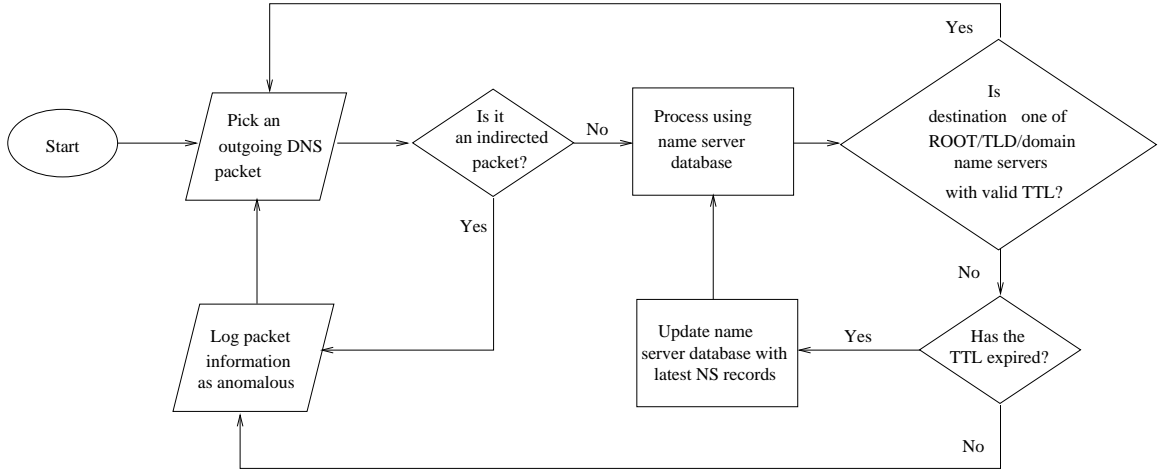 Start
Pick an
outgoing DNS
packet
Is it
an indirected
packet?
No
Yes
Process using
name server
database
Yes
Is
destination one of
ROOT/TLD/domain
name servers
with valid TTL?
No
Has the
TTL expired?
Yes
No
Update name
server database with
latest NS records
Log packet
information
as anomalous